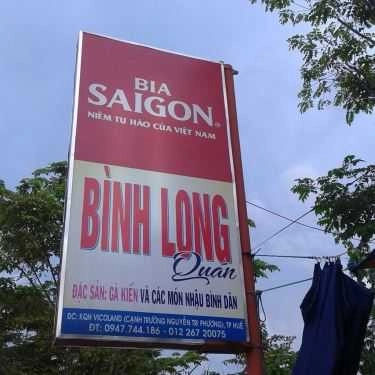 BIA
SAIGON®
NIỀM TỰ HÀO CỦA VIỆT NAM
BÌNH LONG
Quán
ĐẶC SẢN: GÀ KIẾN VÀ CÁC MÓN NHẬU BÌNH DÂN
ĐC: KQH VICOLAND (CẠNH TRƯỜNG NGUYỄN TRI PHƯƠNG), TP HUẾ
ĐT: 0947.744.186 - 012 267 20075